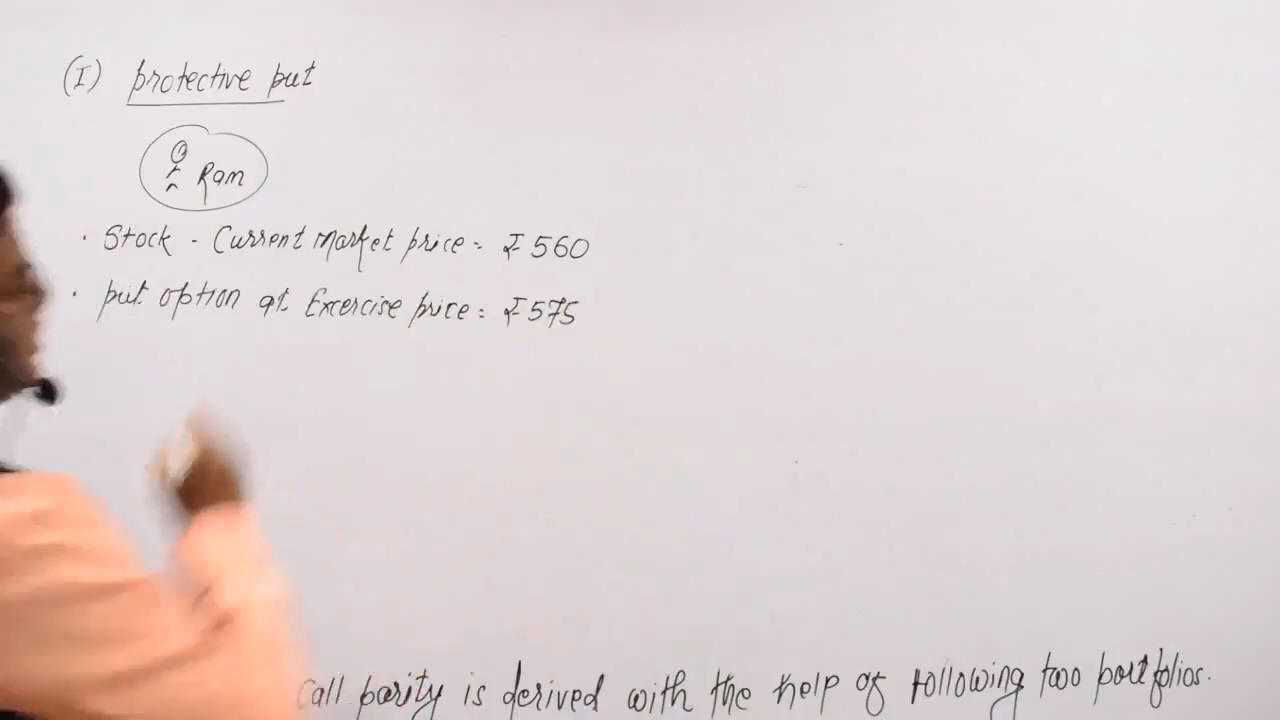 (I) protective put
Ram
· Stock - Current Market price = ₹ 560
· put option at Excercise price = ₹ 575
Call parity is derived with the help of following two portfolios.